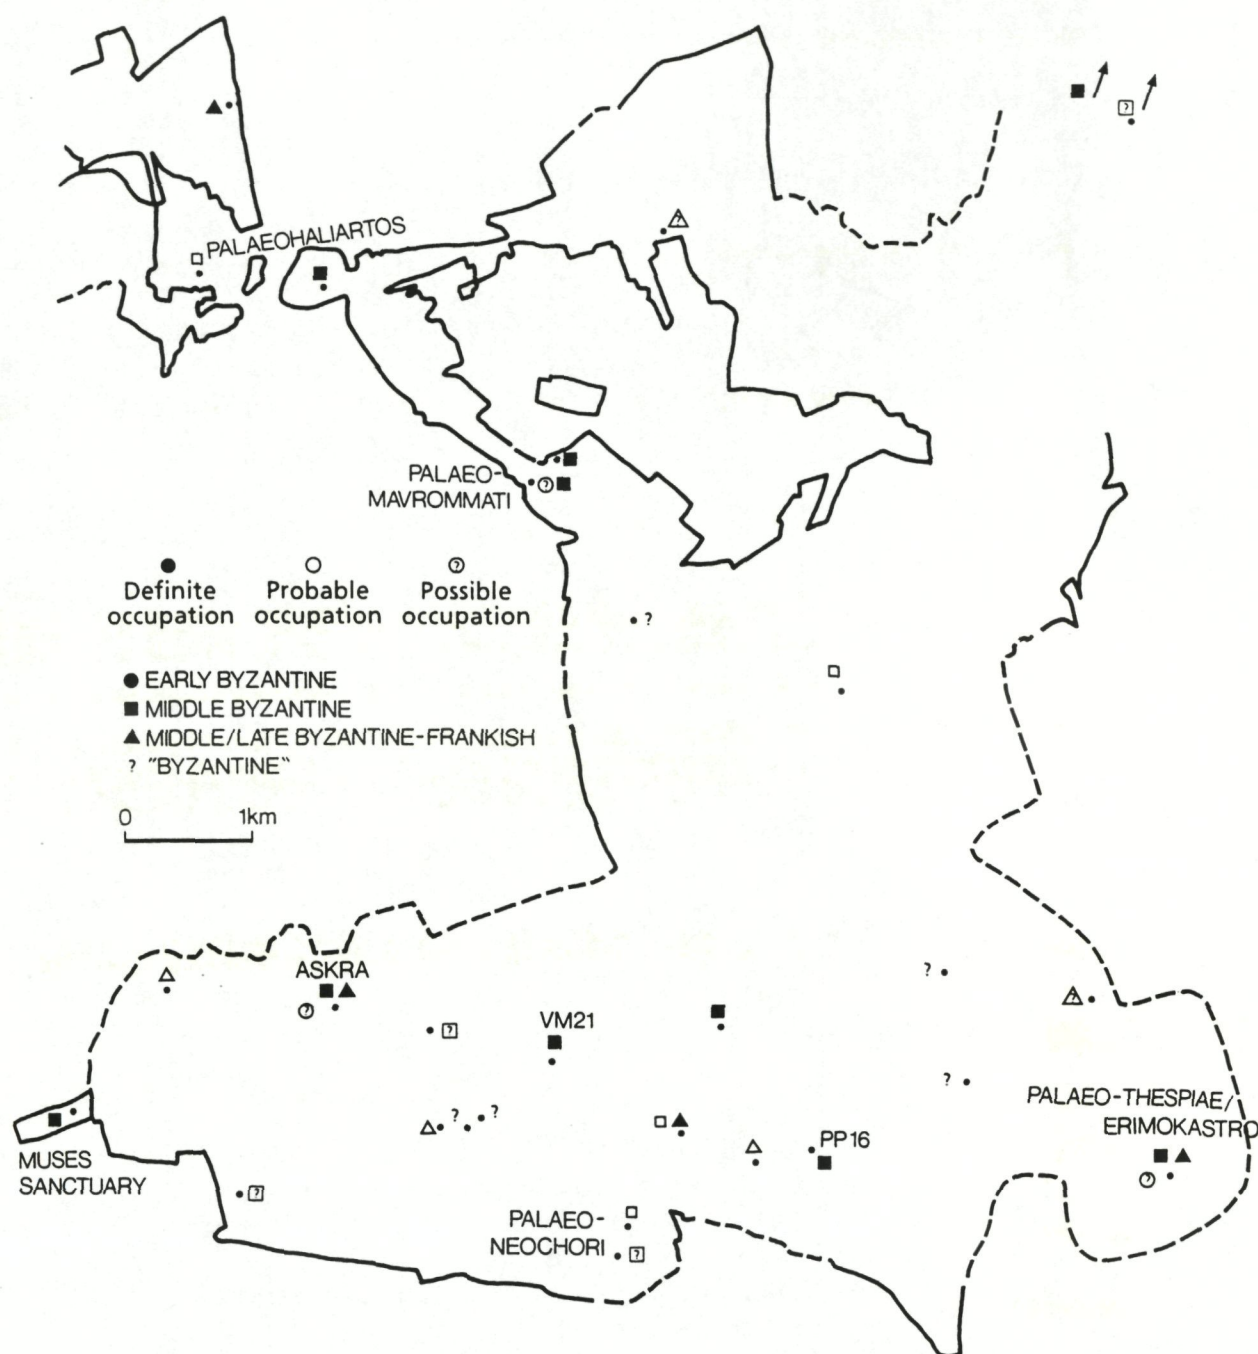 PALAEOHALIARTOS
PALAEO-
MAVROMMATI
Definite
occupation
Probable
occupation
?
Possible
occupation
EARLY BYZANTINE
MIDDLE BYZANTINE
MIDDLE/LATE BYZANTINE-FRANKISH
? "BYZANTINE"
0 1km
?
?
?
?
?
ASKRA
?
?
?
VM21
?
? ?
?
PALAEO-THESPIAE/
ERIMOKASTRO
?
PP16
MUSES
SANCTUARY
?
PALAEO-
NEOCHORI
?